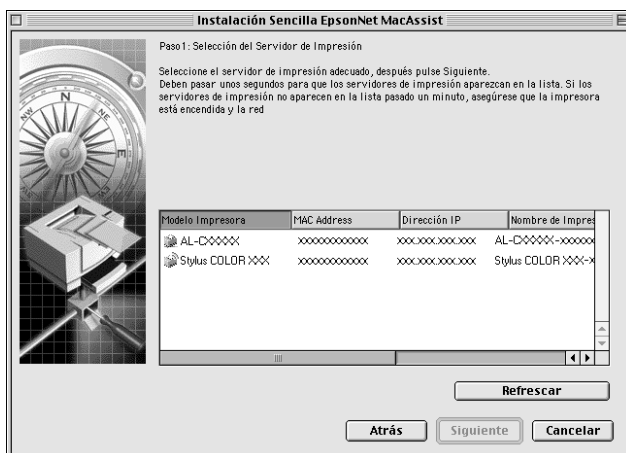 Instalación Sencilla EpsonNet MacAssist
Paso1: Selección del Servidor de Impresión
Seleccione el servidor de impresión adecuado, después pulse Siguiente.
Deben pasar unos segundos para que los servidores de impresión aparezcan en la lista. Si los
servidores de impresión no aparecen en la lista pasado un minuto, asegúrese que la impresora
está encendida y la red
Modelo Impresora MAC Address Dirección IP Nombre de Impres
AL-CXXXXX XXXXXXXXXXXX XXX.XXX.XXX.XXX AL-CXXXXX-XXXXXX
Stylus COLOR XXX XXXXXXXXXXXX XXX.XXX.XXX.XXX Stylus COLOR XXX-X
Refrescar
Atrás Siguiente Cancelar
N
NE
E